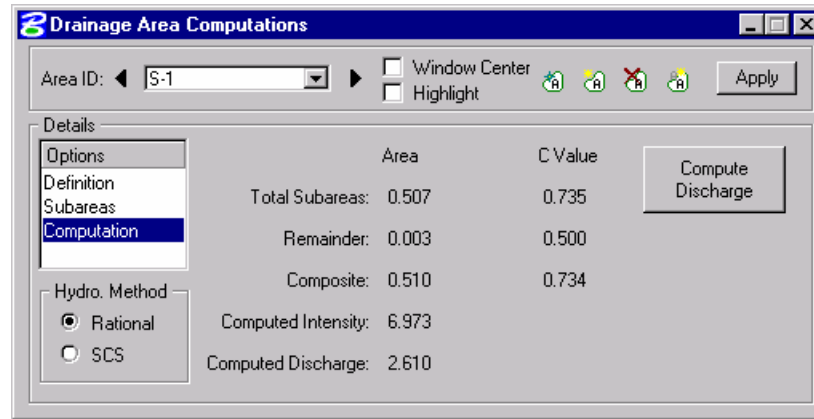 Drainage Area Computations
Area ID: S-1
Window Center
Highlight
Apply
Details
Options
Definition
Subareas
Computation
Hydro. Method
Rational
SCS
Area C Value
Total Subareas: 0.507 0.735
Remainder: 0.003 0.500
Composite: 0.510 0.734
Computed Intensity: 6.973
Computed Discharge: 2.610
Compute
Discharge